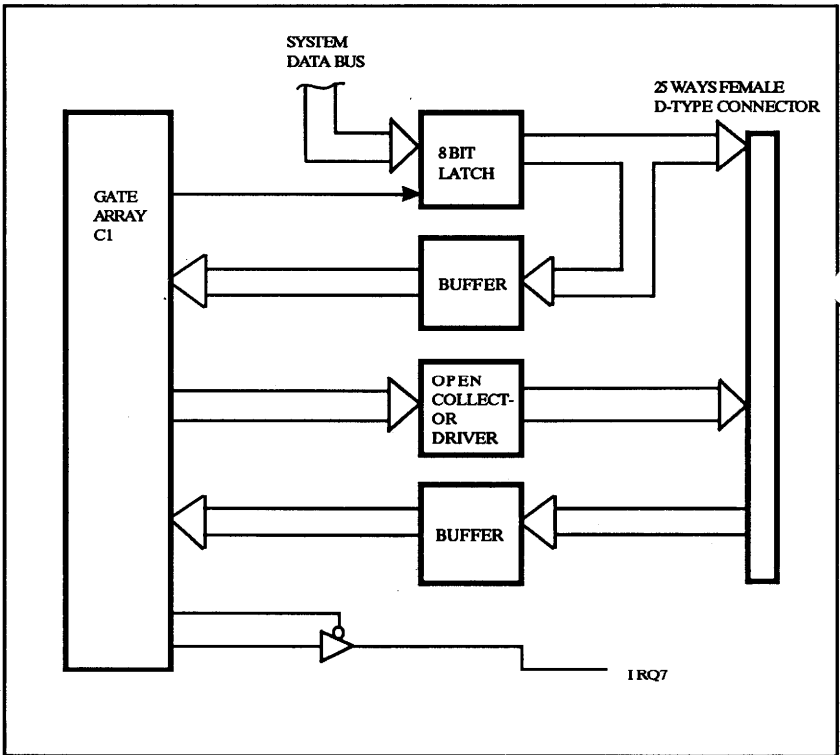 SYSTEM
DATA BUS
25 WAYS FEMALE
D-TYPE CONNECTOR
8 BIT
LATCH
GATE
ARRAY
C1
BUFFER
OPEN
COLLECT-
OR
DRIVER
BUFFER
IRQ7